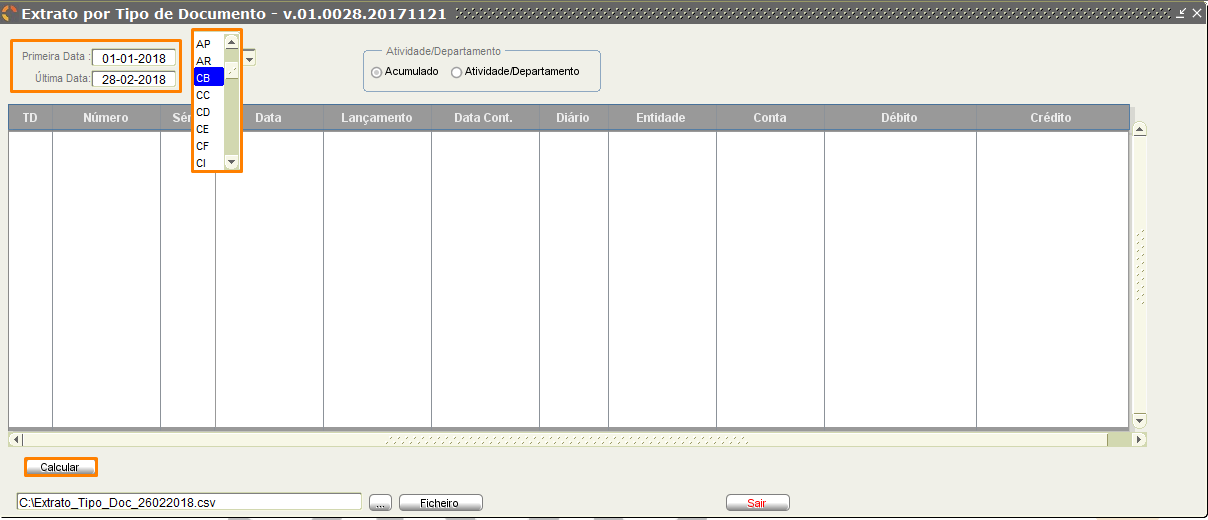 Extrato por Tipo de Documento - v.01.0028.20171121
Primeira Data : 01-01-2018
Última Data: 28-02-2018
AP
AR
CB
CC
CD
CE
CF
CI
Atividade/Departamento
Acumulado Atividade/Departamento
TD Número Sér Data Lançamento Data Cont. Diário Entidade Conta Débito Crédito
Calcular
C:\Extrato_Tipo_Doc_26022018.csv ... Ficheiro Sair